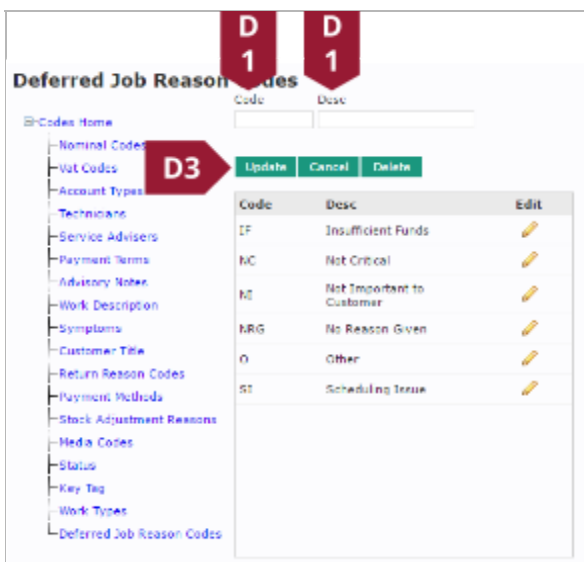 D
1
D
1
Deferred Job Reason Codes
Code Desc
Codes Home
Nominal Codes
Vat Codes
Account Types
Technicians
Service Advisers
Payment Terms
Advisory Notes
Work Description
Symptoms
Customer Title
Return Reason Codes
Payment Methods
Stock Adjustment Reasons
Media Codes
Status
Key Tag
Work Types
Deferred Job Reason Codes
D3
Update Cancel Delete
Code Desc Edit
IF Insufficient Funds
NC Not Critical
NI Not Important to
Customer
NRG No Reason Given
O Other
SI Scheduling Issue